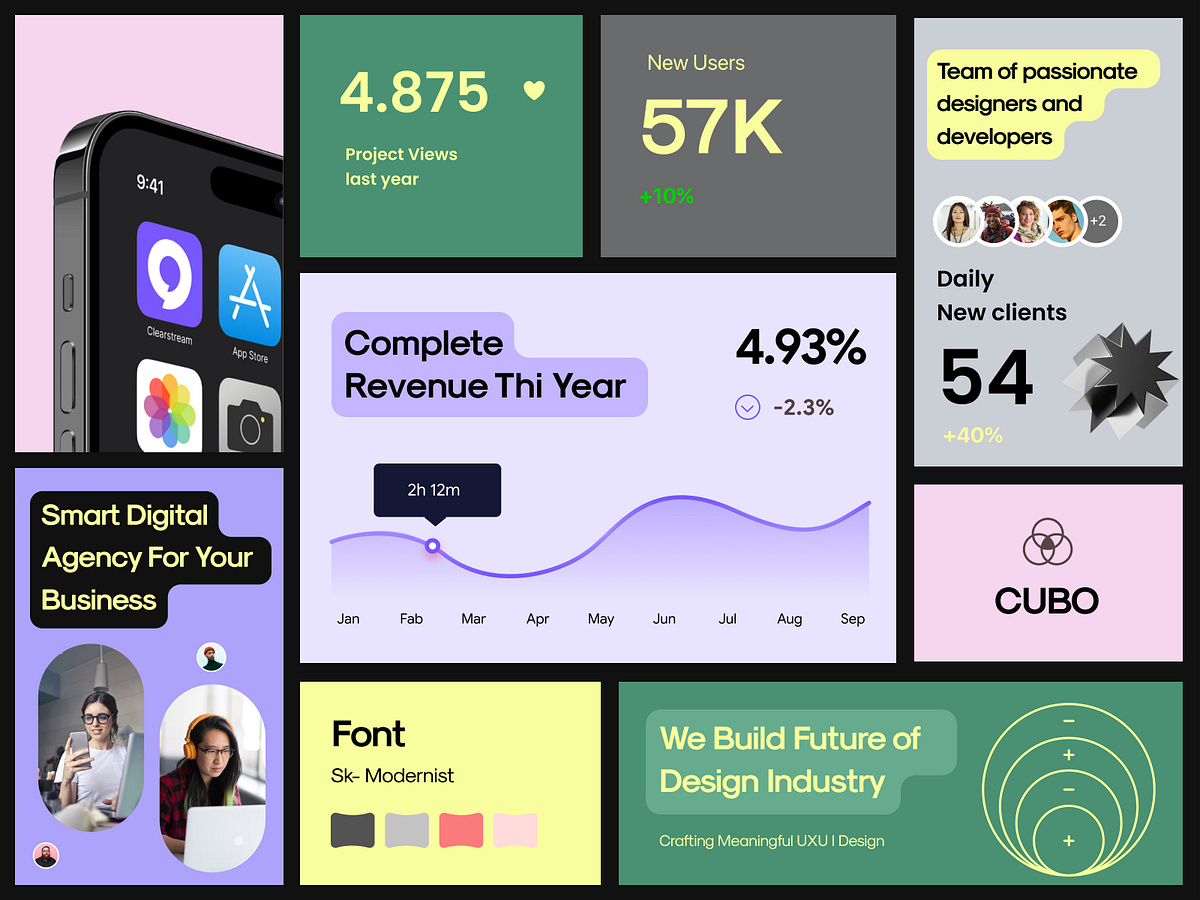 9:41
Clearstream
App Store
4.875
Project Views
last year
New Users
57K
+10%
Team of passionate
designers and
developers
+2
Daily
New clients
54
+40%
Complete
Revenue Thi Year
4.93%
-2.3%
2h 12m
Jan Fab Mar Apr May Jun Jul Aug Sep
Smart Digital
Agency For Your
Business
CUBO
Font
Sk- Modernist
We Build Future of
Design Industry
Crafting Meaningful UXU I Design
−
+
−
+